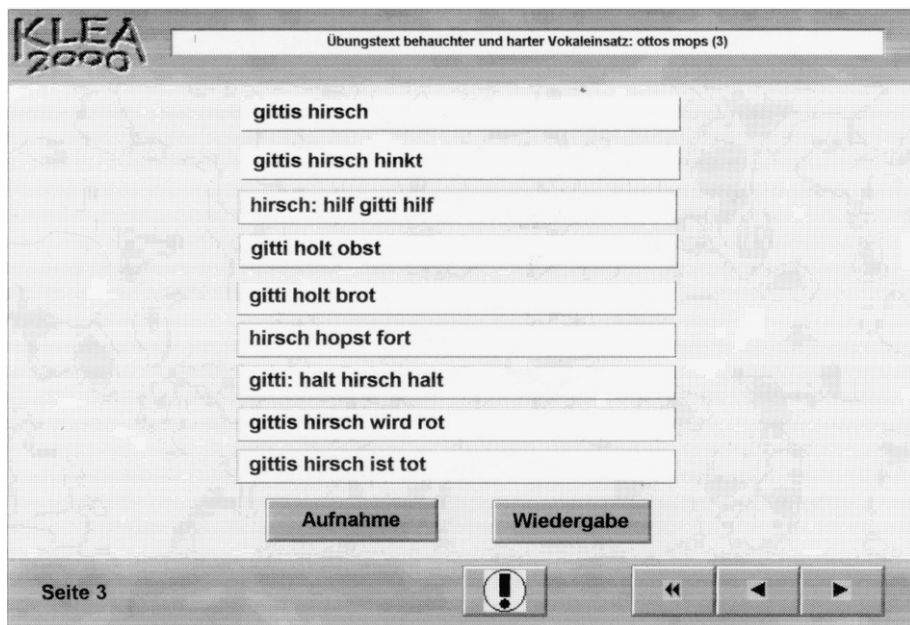 KLEA
2000
Übungstext behauchter und harter Vokaleinsatz: ottos mops (3)
gittis hirsch
gittis hirsch hinkt
hirsch: hilf gitti hilf
gitti holt obst
gitti holt brot
hirsch hopst fort
gitti: halt hirsch halt
gittis hirsch wird rot
gittis hirsch ist tot
Aufnahme Wiedergabe
Seite 3 !